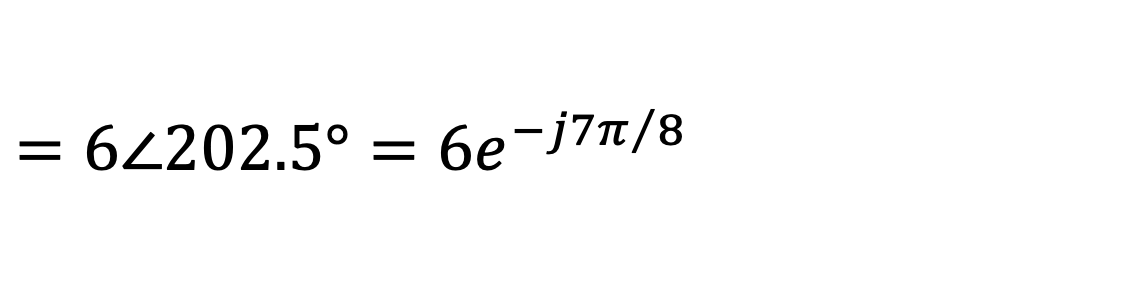 = 6∠202.5° = 6e^{-j7π/8}